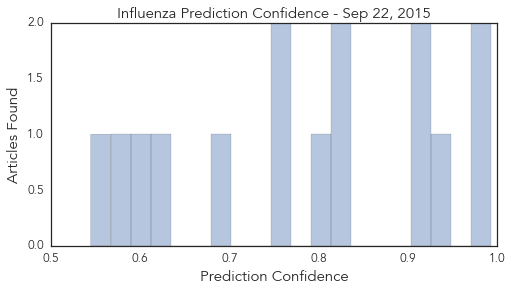 Influenza Prediction Confidence - Sep 22, 2015
2.0
1.5
1.0
0.5
0.0
Articles Found
0.5 0.6 0.7 0.8 0.9 1.0
Prediction Confidence